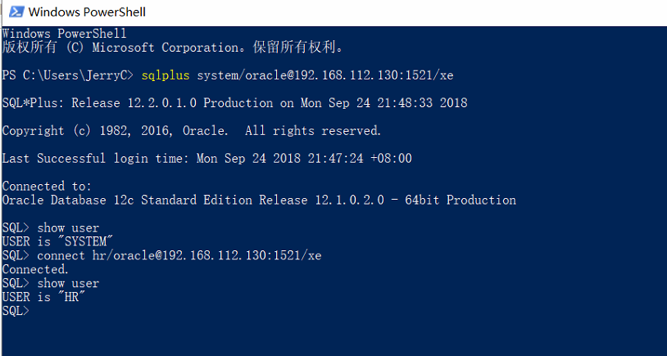 Windows PowerShell
Windows PowerShell
版权所有 (C) Microsoft Corporation。保留所有权利。
PS C:\Users\JerryC> sqlplus system/oracle@192.168.112.130:1521/xe
SQL*Plus: Release 12.2.0.1.0 Production on Mon Sep 24 21:48:33 2018
Copyright (c) 1982, 2016, Oracle.  All rights reserved.
Last Successful login time: Mon Sep 24 2018 21:47:24 +08:00
Connected to:
Oracle Database 12c Standard Edition Release 12.1.0.2.0 - 64bit Production
SQL> show user
USER is "SYSTEM"
SQL> connect hr/oracle@192.168.112.130:1521/xe
Connected.
SQL> show user
USER is "HR"
SQL>